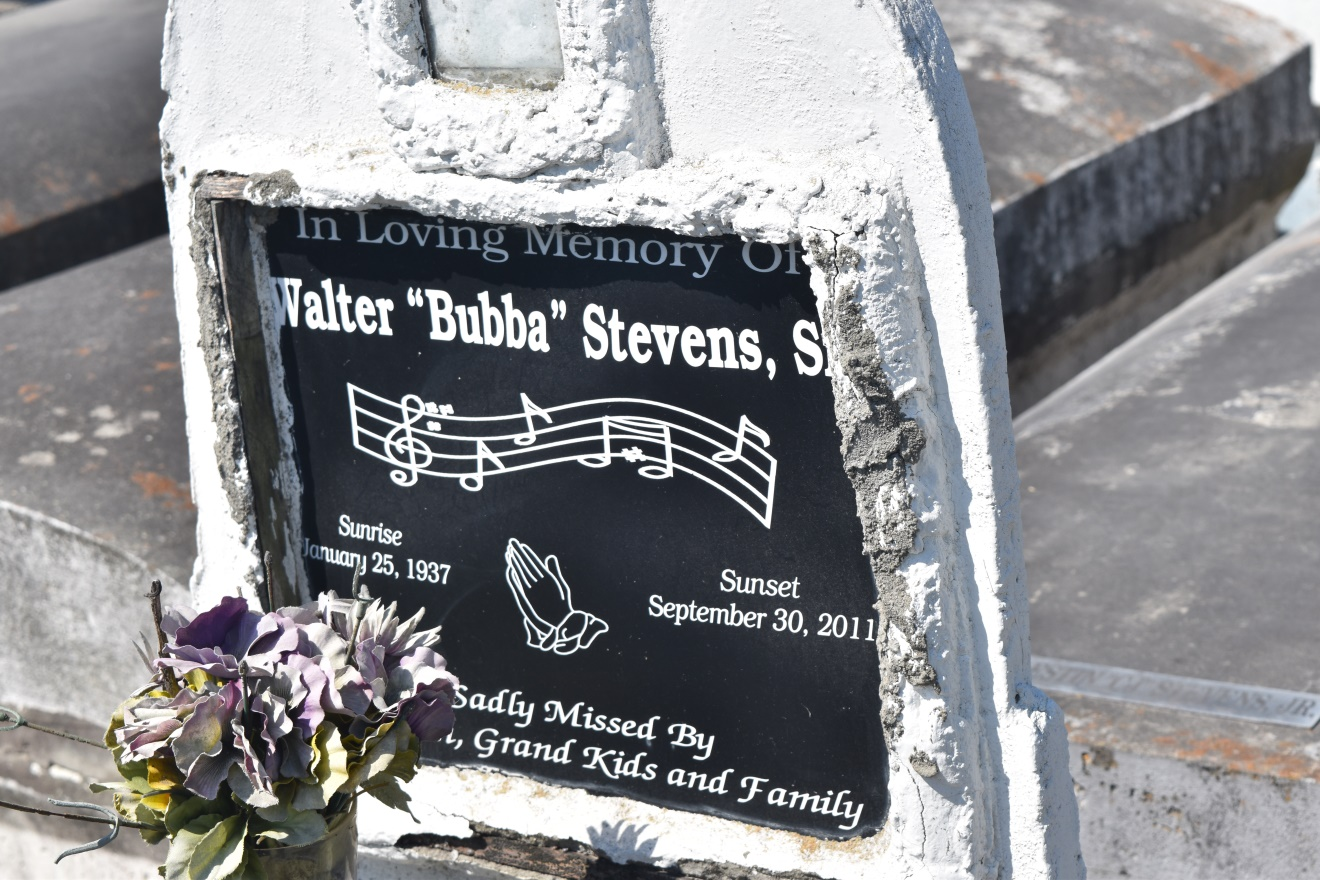 In Loving Memory Of
Walter “Bubba” Stevens, S
Sunrise
January 25, 1937
Sunset
September 30, 2011
Sadly Missed By
Grand Kids and Family
JR.